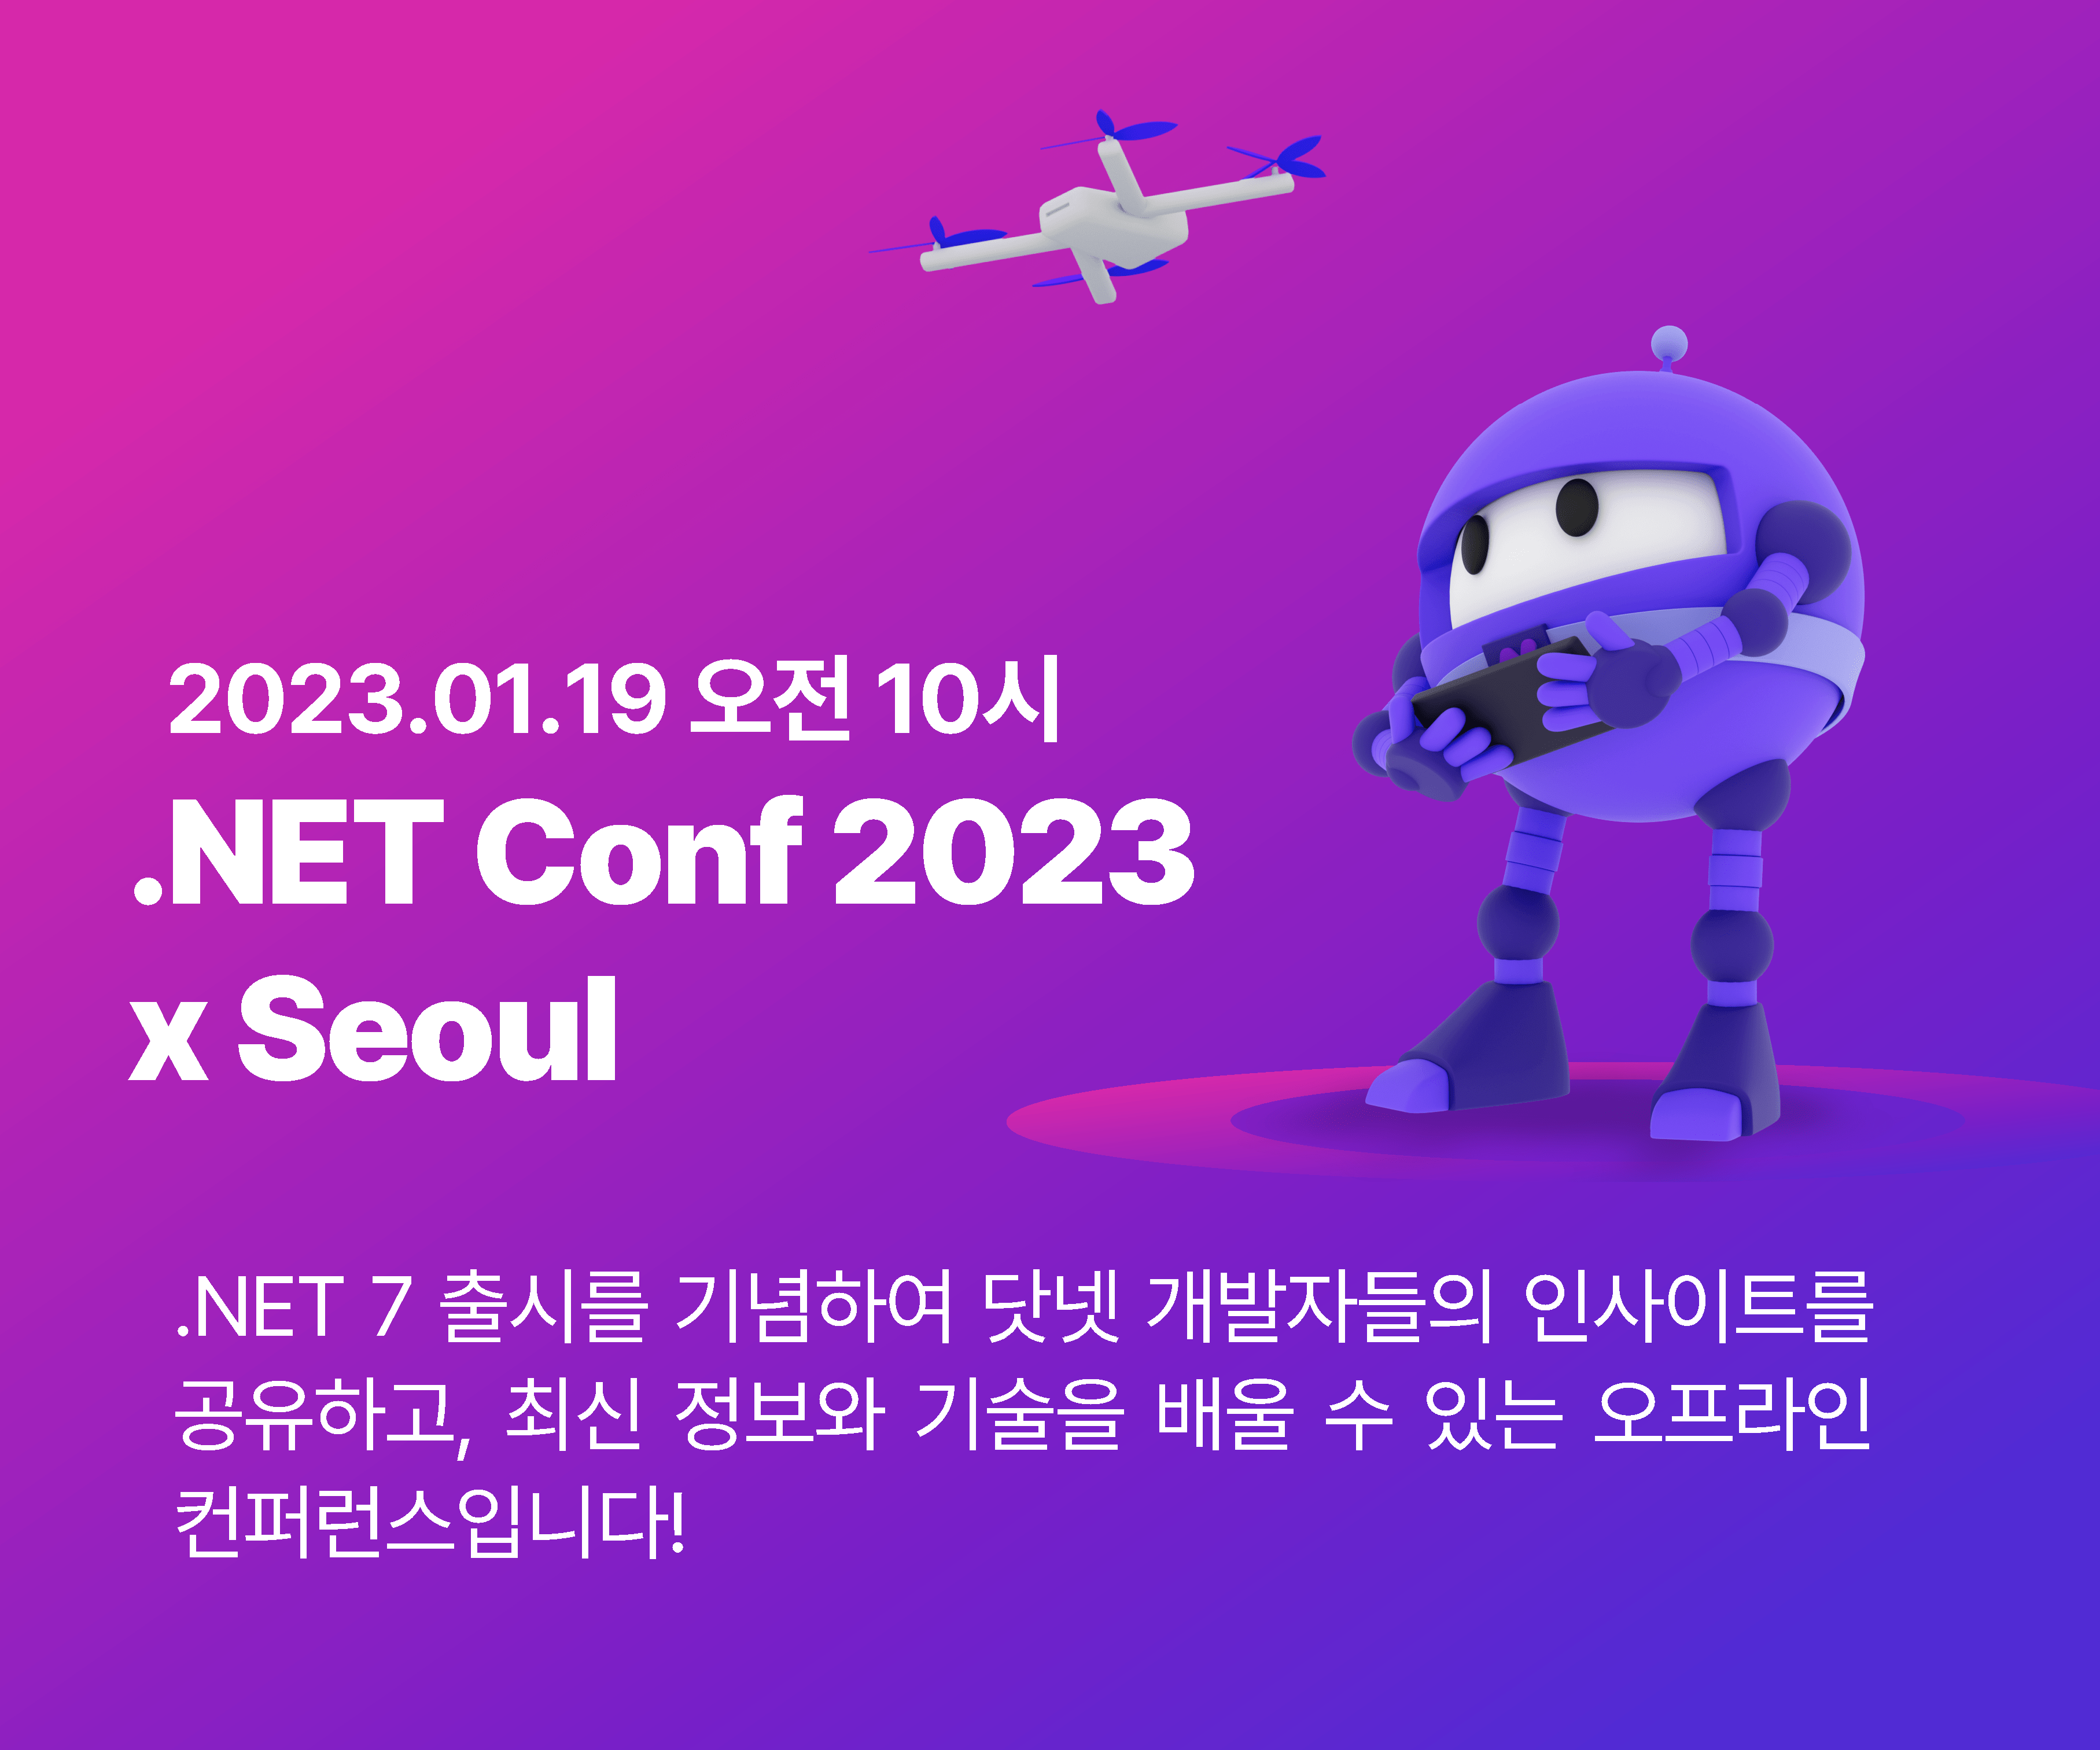 2023.01.19 오전 10시
.NET Conf 2023
x Seoul
.NET 7 출시를 기념하여 닷넷 개발자들의 인사이트를
공유하고, 최신 정보와 기술을 배울 수 있는 오프라인
컨퍼런스입니다!